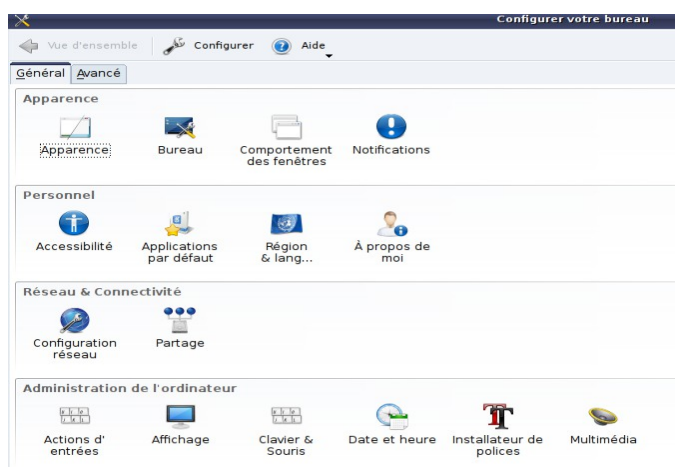 Configurer votre bureau
Vue d'ensemble Configurer Aide
Général Avancé
Apparence
Apparence Bureau Comportement des fenêtres Notifications
Personnel
Accessibilité Applications par défaut Région & lang... À propos de moi
Réseau & Connectivité
Configuration réseau Partage
Administration de l'ordinateur
Actions d' entrées Affichage Clavier & Souris Date et heure Installateur de polices Multimédia